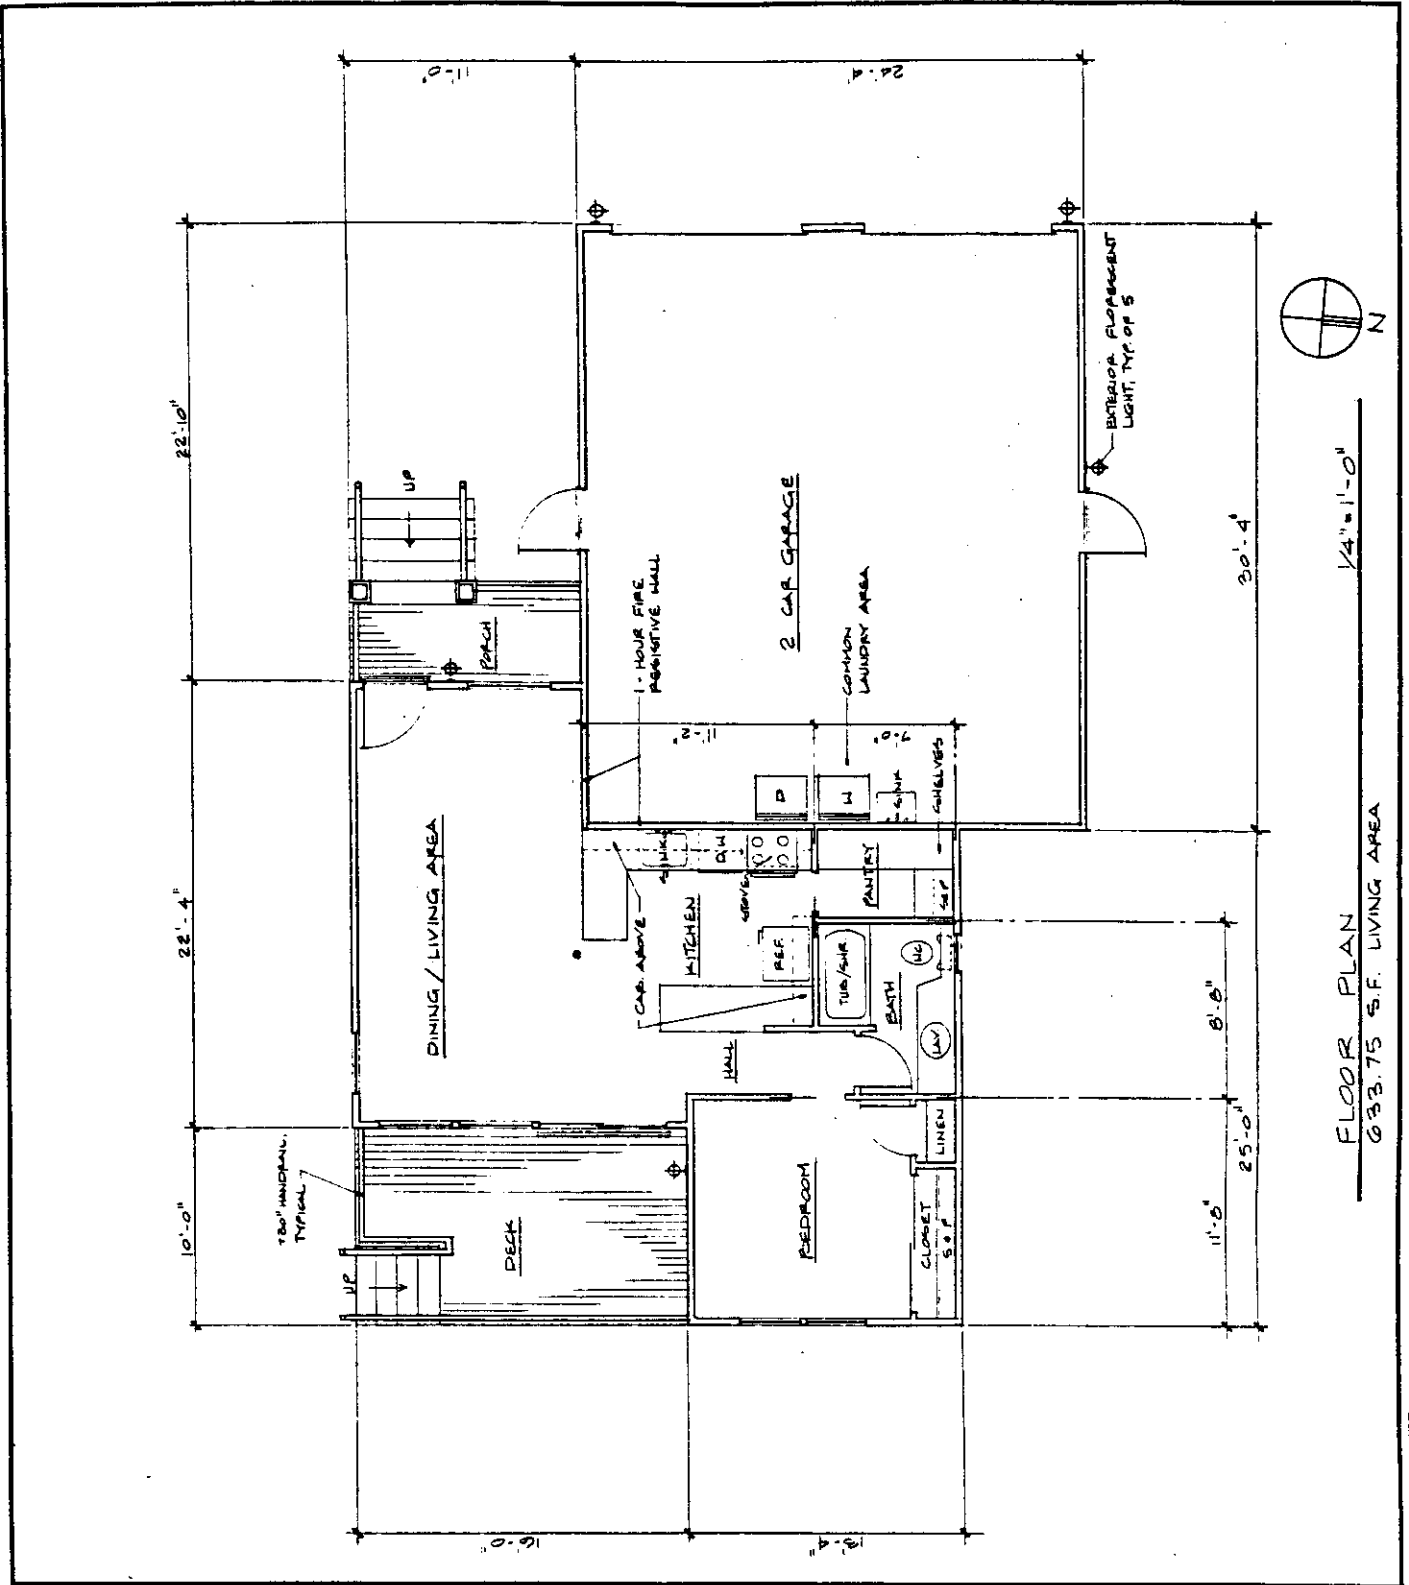 10'-0"
22'-4"
22'-10"
11'-0"
24'-4"
+30" HANDRAIL,
TYPICAL
UP
DECK
DINING / LIVING AREA
PORCH
UP
1-HOUR FIRE
RESISTIVE WALL
2 CAR GARAGE
COMMON
LAUNDRY AREA
11'-2"
7'-0"
D
W
SINK
SHELVES
SINK
D.W.
STOVE
KITCHEN
CAB. ABOVE
REF.
PANTRY
S&P
TUB/SHR.
BATH
WC
LAV
HALL
BEDROOM
LINEN
CLOSET
S & P
EXTERIOR FLORESCENT
LIGHT, TYP. OF 5
11'-8"
8'-8"
25'-0"
30'-4"
16'-0"
13'-4"
N
FLOOR PLAN
1/4" = 1'-0"
633.75 S.F. LIVING AREA